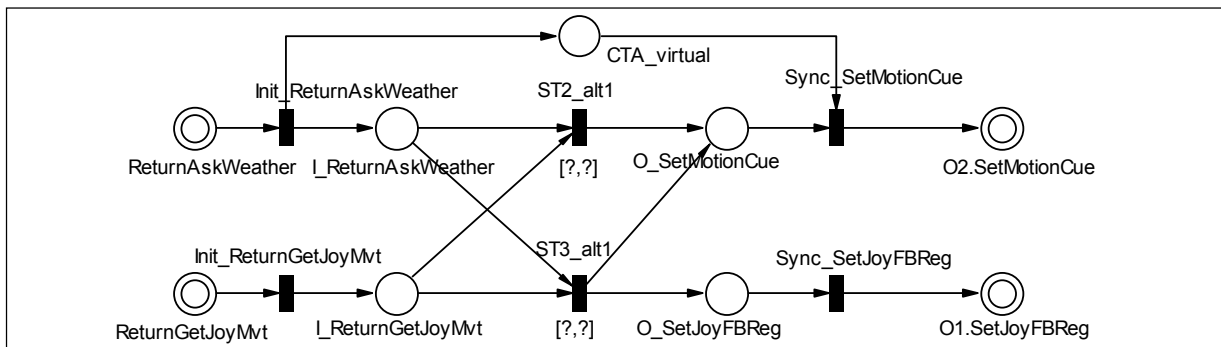 CTA_virtual
Sync_SetMotionCue
Init_ReturnAskWeather
ST2_alt1
ReturnAskWeather
I_ReturnAskWeather
[?,?]
O_SetMotionCue
O2.SetMotionCue
Init_ReturnGetJoyMvt
ST3_alt1
Sync_SetJoyFBReg
ReturnGetJoyMvt
I_ReturnGetJoyMvt
[?,?]
O_SetJoyFBReg
O1.SetJoyFBReg